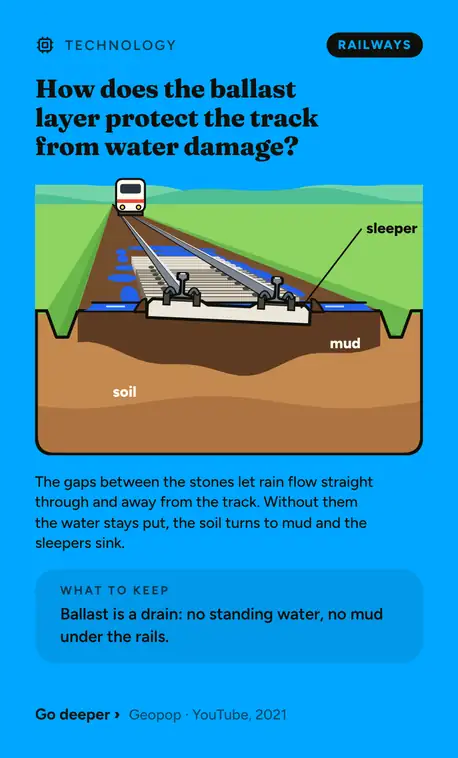 TECHNOLOGY
RAILWAYS
How does the ballast
layer protect the track
from water damage?
sleeper
mud
soil
The gaps between the stones let rain flow straight
through and away from the track. Without them
the water stays put, the soil turns to mud and the
sleepers sink.
WHAT TO KEEP
Ballast is a drain: no standing water, no mud
under the rails.
Go deeper › Geopop · YouTube, 2021